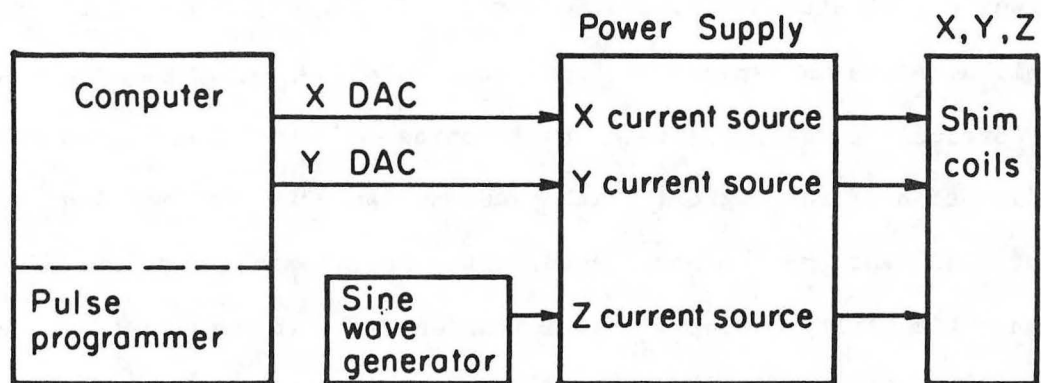 Power Supply
X, Y, Z
Computer
X DAC
X current source
Shim
coils
Y DAC
Y current source
Pulse
programmer
Sine
wave
generator
Z current source